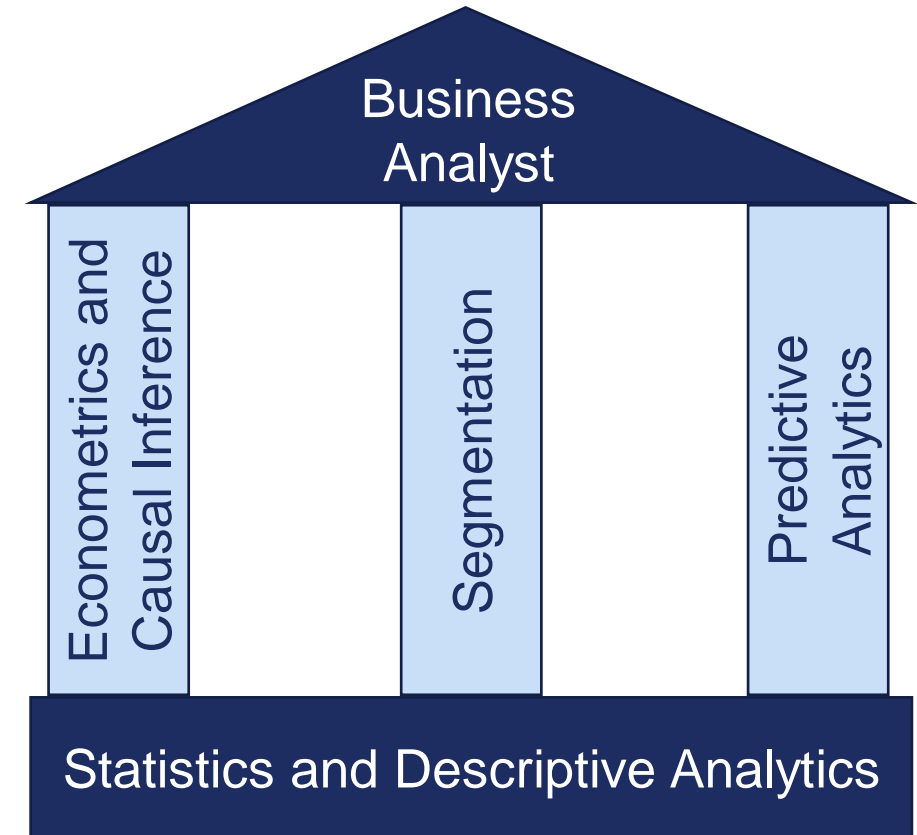 Business
Analyst
Econometrics and
Causal Inference
Segmentation
Predictive
Analytics
Statistics and Descriptive Analytics